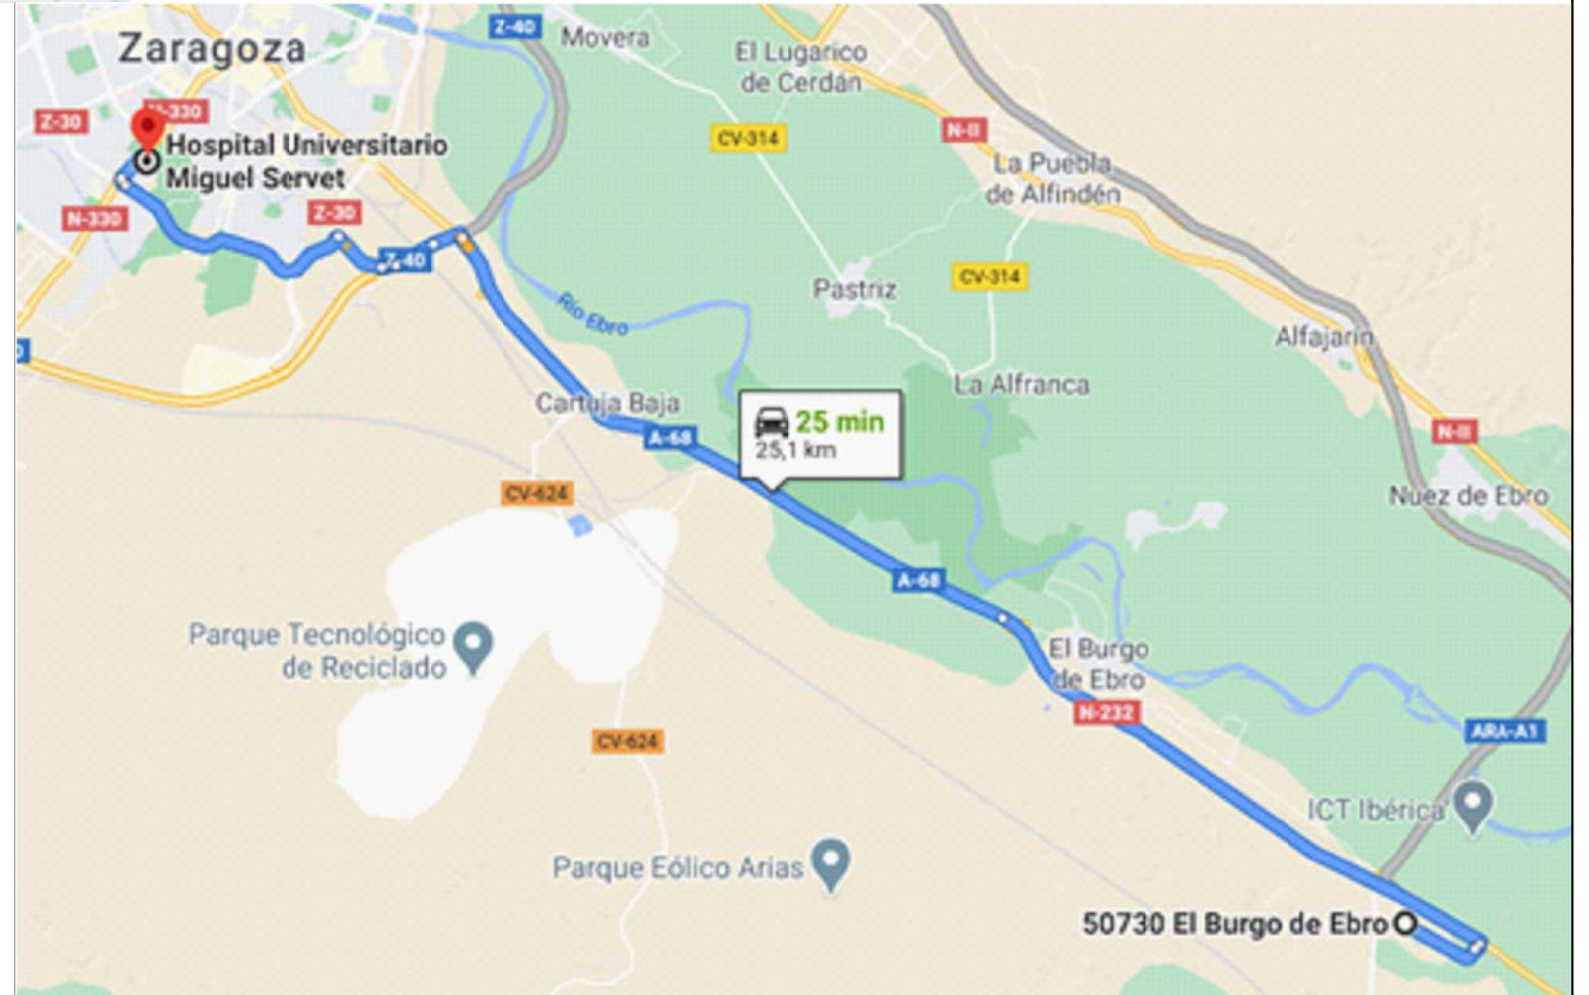 Z-40
Movera
Zaragoza
El Lugarico
de Cerdán
N-330
Z-30
CV-314
N-II
Hospital Universitario
Miguel Servet
La Puebla
de Alfindén
N-330
Z-30
Z-40
CV-314
Pastriz
Río Ebro
Alfajarín
La Alfranca
Cartuja Baja
25 min
25,1 km
A-68
N-II
CV-624
Nuez de Ebro
A-68
Parque Tecnológico
de Reciclado
El Burgo
de Ebro
N-232
ARA-A1
CV-624
ICT Ibérica
Parque Eólico Arias
50730 El Burgo de Ebro